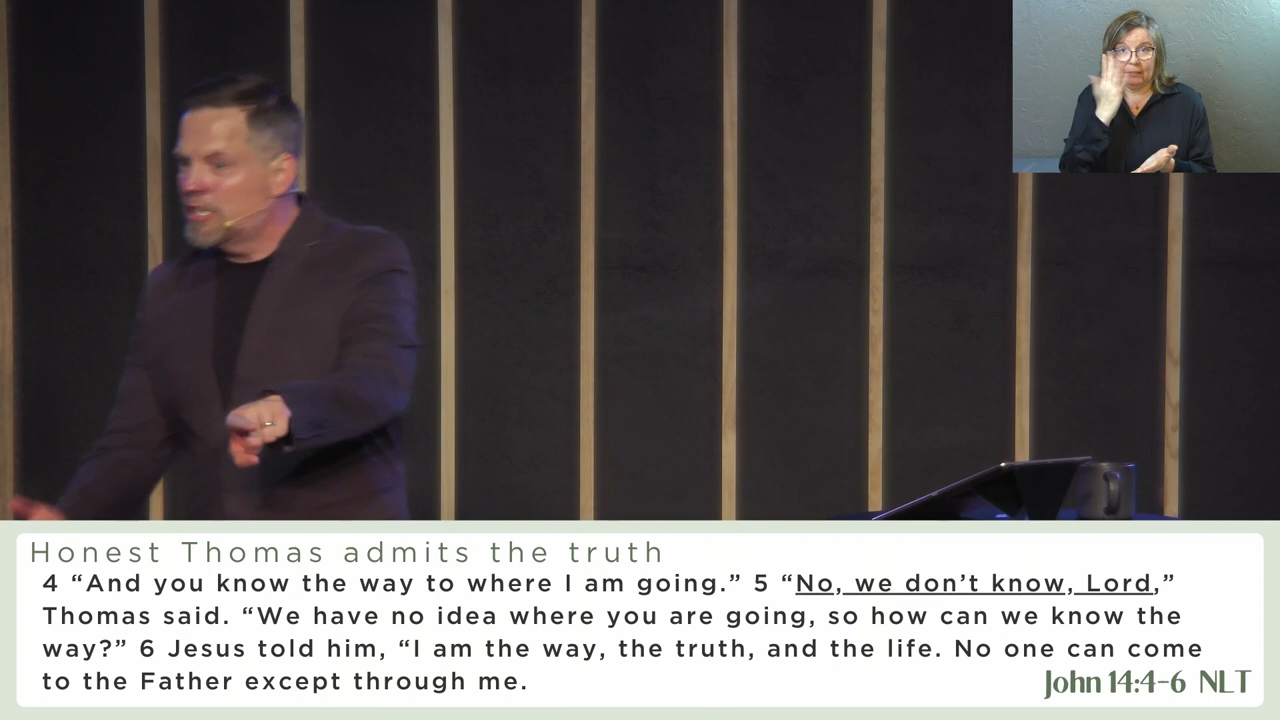 Honest Thomas admits the truth
4 “And you know the way to where I am going.” 5 “No, we don’t know, Lord,”
Thomas said. “We have no idea where you are going, so how can we know the
way?” 6 Jesus told him, “I am the way, the truth, and the life. No one can come
to the Father except through me.
John 14:4-6 NLT